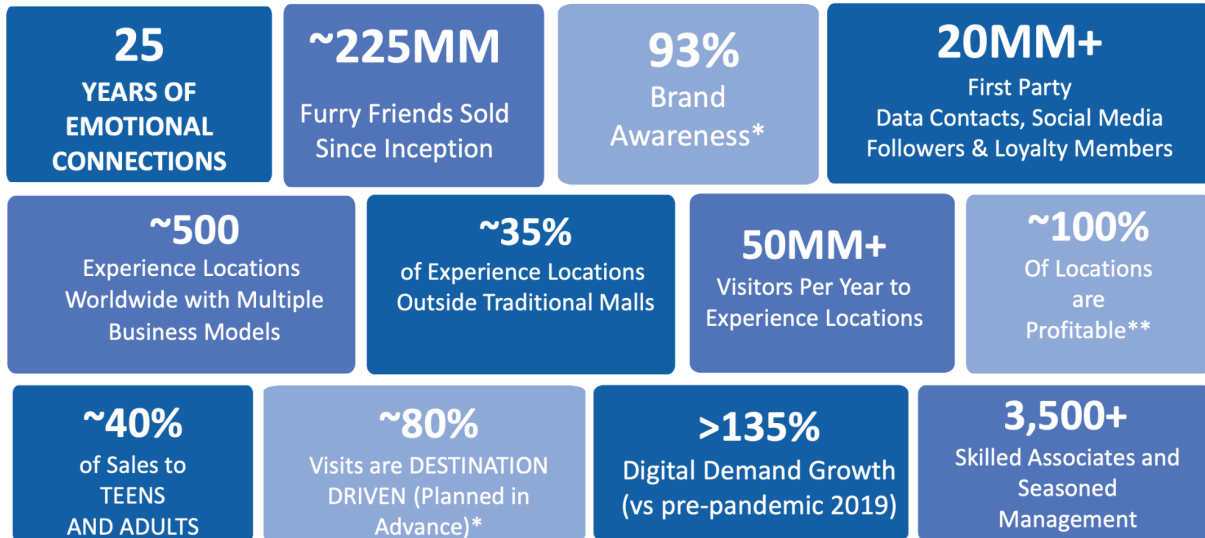 25
YEARS OF
EMOTIONAL
CONNECTIONS
~225MM
Furry Friends Sold
Since Inception
93%
Brand
Awareness*
20MM+
First Party
Data Contacts, Social Media
Followers & Loyalty Members
~500
Experience Locations
Worldwide with Multiple
Business Models
~35%
of Experience Locations
Outside Traditional Malls
50MM+
Visitors Per Year to
Experience Locations
~100%
Of Locations
are
Profitable**
~40%
of Sales to
TEENS
AND ADULTS
~80%
Visits are DESTINATION
DRIVEN (Planned in
Advance)*
>135%
Digital Demand Growth
(vs pre-pandemic 2019)
3,500+
Skilled Associates and
Seasoned
Management